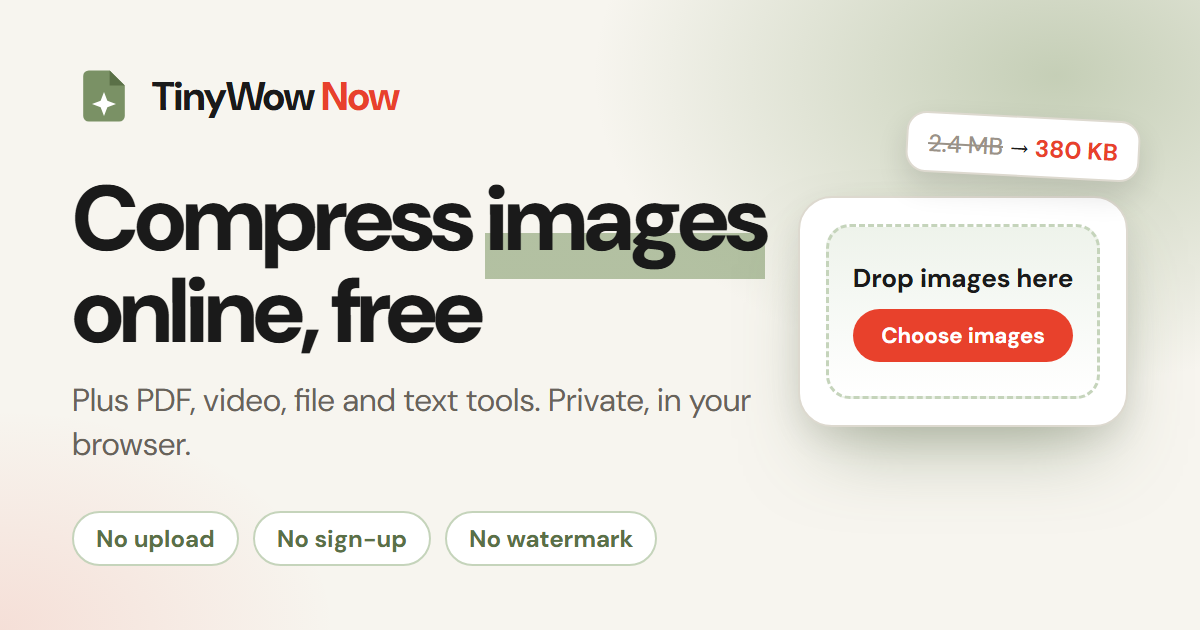 TinyWow Now
Compress images
online, free
Plus PDF, video, file and text tools. Private, in your
browser.
No upload
No sign-up
No watermark
2.4 MB → 380 KB
Drop images here
Choose images